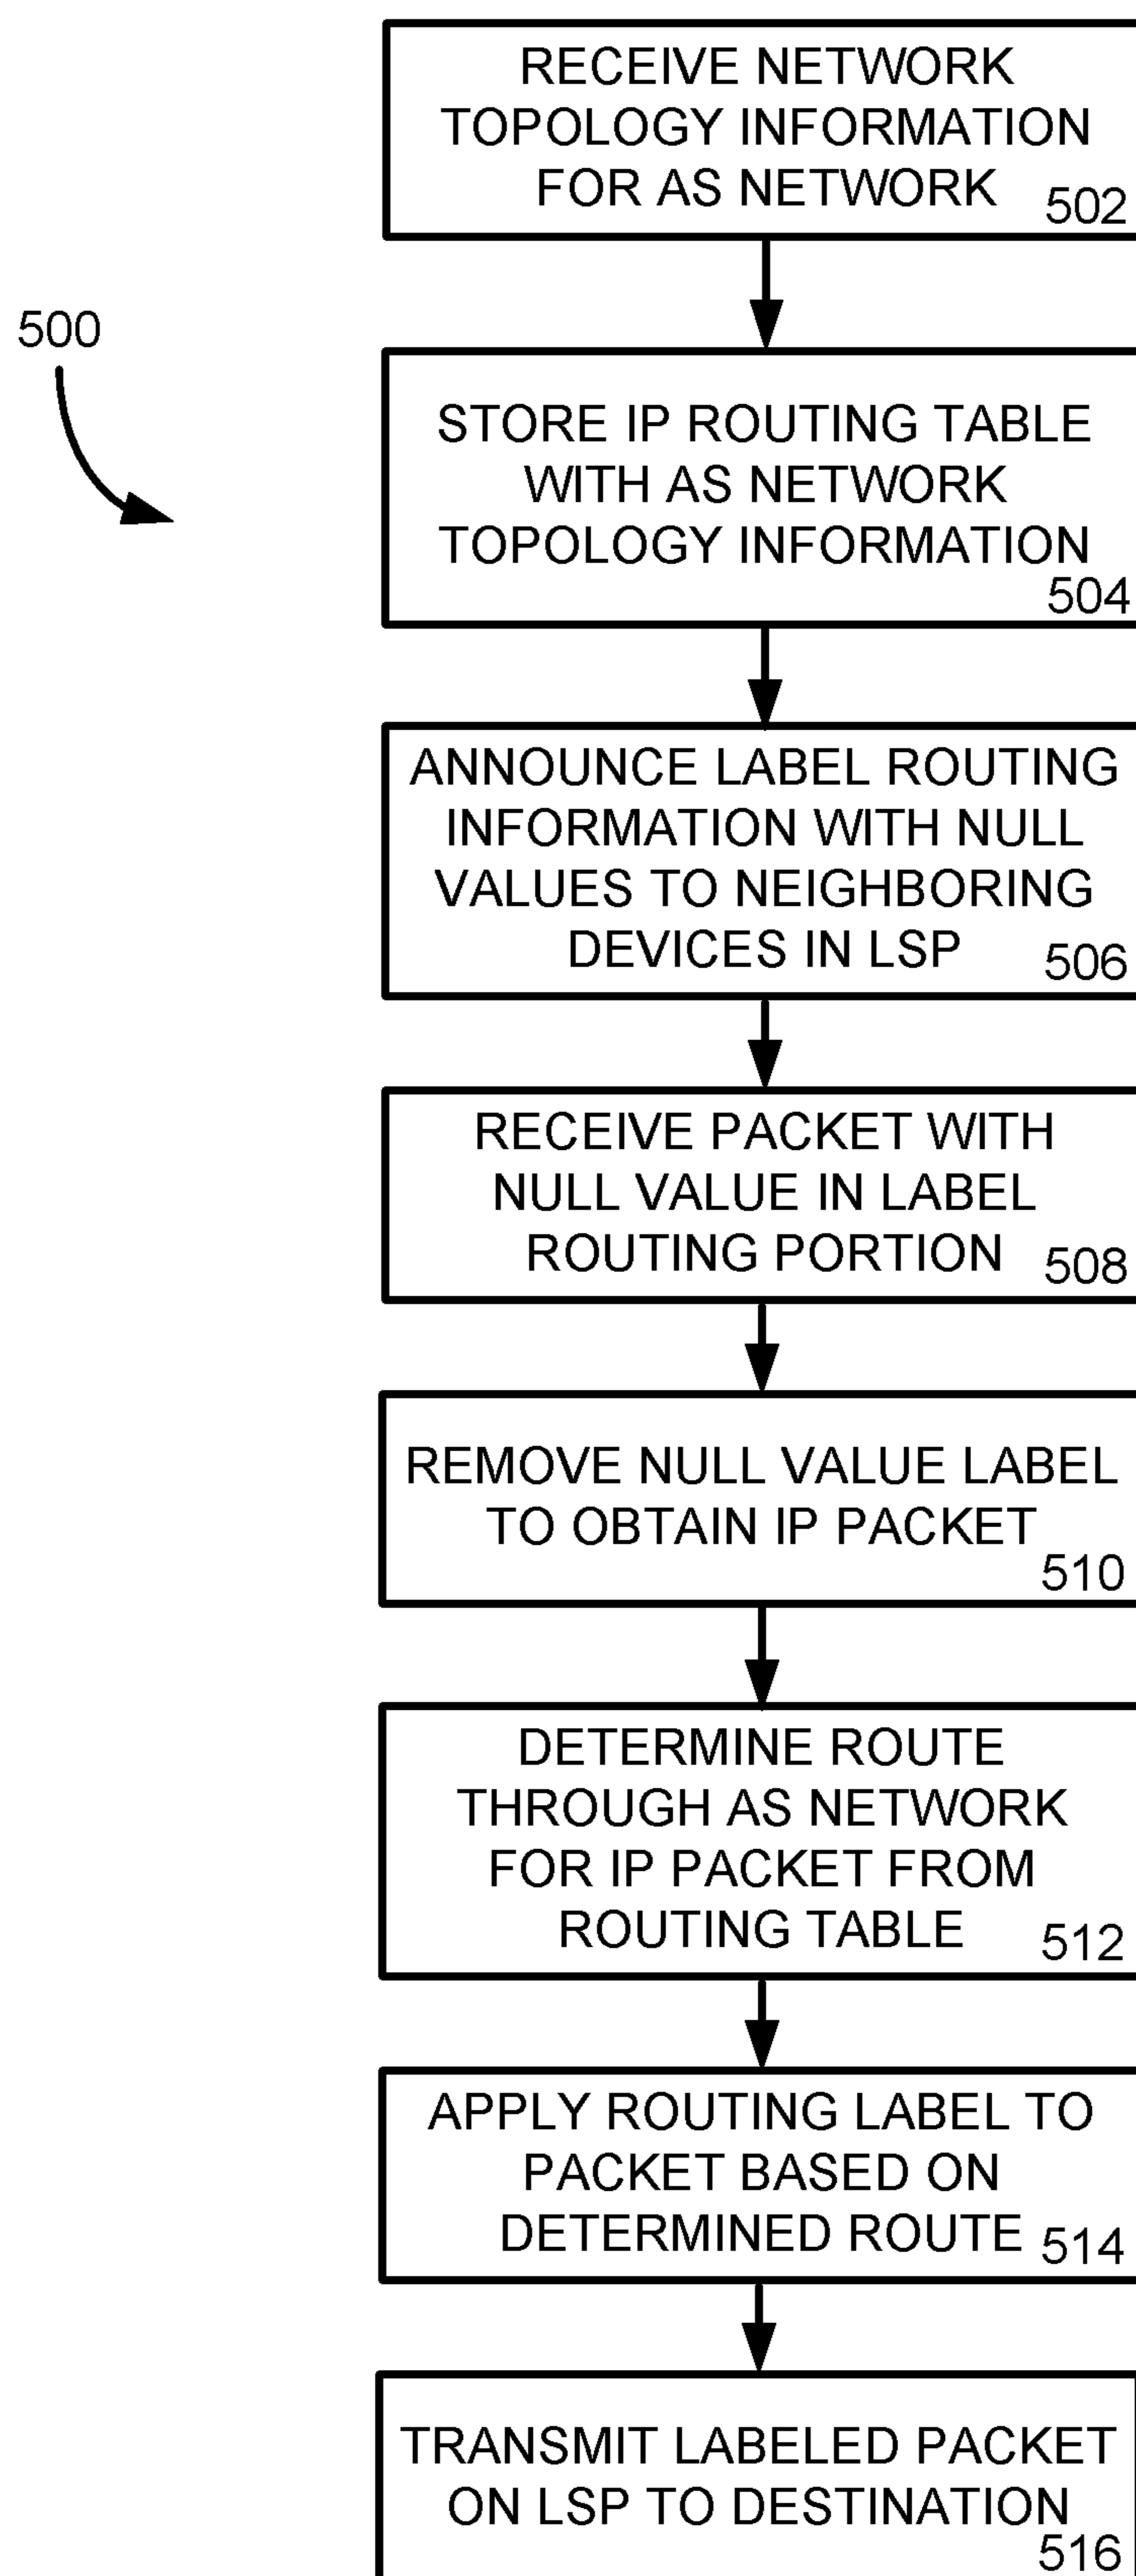 RECEIVE NETWORK
TOPOLOGY INFORMATION
FOR AS NETWORK
502
500
STORE IP ROUTING TABLE
WITH AS NETWORK
TOPOLOGY INFORMATION
504
ANNOUNCE LABEL ROUTING
INFORMATION WITH NULL
VALUES TO NEIGHBORING
DEVICES IN LSP
506
RECEIVE PACKET WITH
NULL VALUE IN LABEL
ROUTING PORTION
508
REMOVE NULL VALUE LABEL
TO OBTAIN IP PACKET
510
DETERMINE ROUTE
THROUGH AS NETWORK
FOR IP PACKET FROM
ROUTING TABLE
512
APPLY ROUTING LABEL TO
PACKET BASED ON
DETERMINED ROUTE
514
TRANSMIT LABELED PACKET
ON LSP TO DESTINATION
516